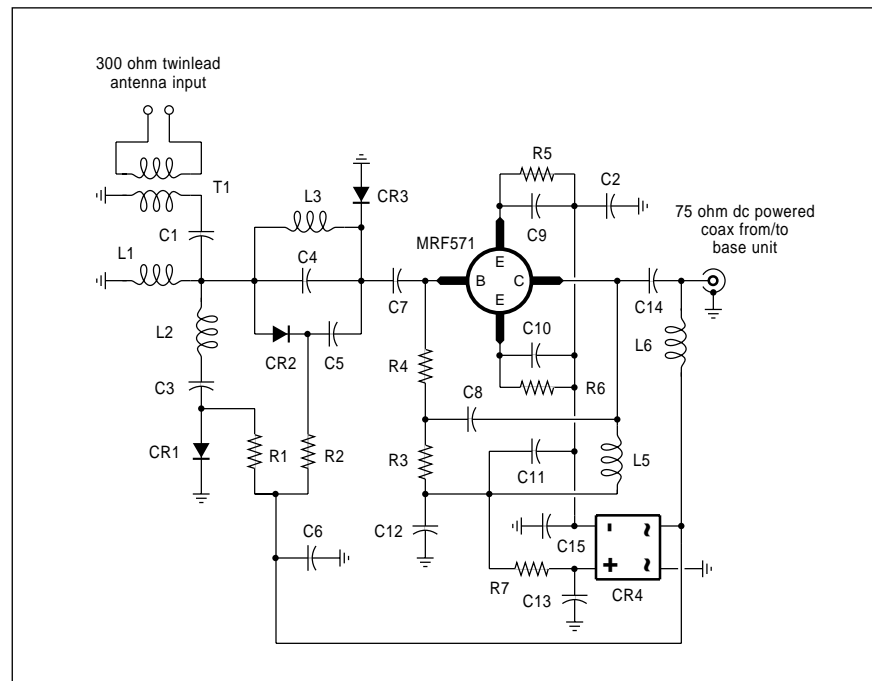 300 ohm twinlead
antenna input
T1
C1
L1
L2
C3
CR1
R1
R2
L3
CR3
C4
CR2
C5
C7
R4
R3
C12
C6
MRF571
R5
C9
C2
E
B
C
E
C10
R6
C8
C11
L5
C15
R7
C13
-
~
+
~
CR4
75 ohm dc powered
coax from/to
base unit
C14
L6